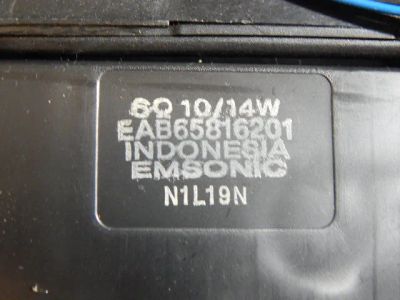 6Ω 10/14W
EAB65816201
INDONESIA
EMSONIC
N1L19N